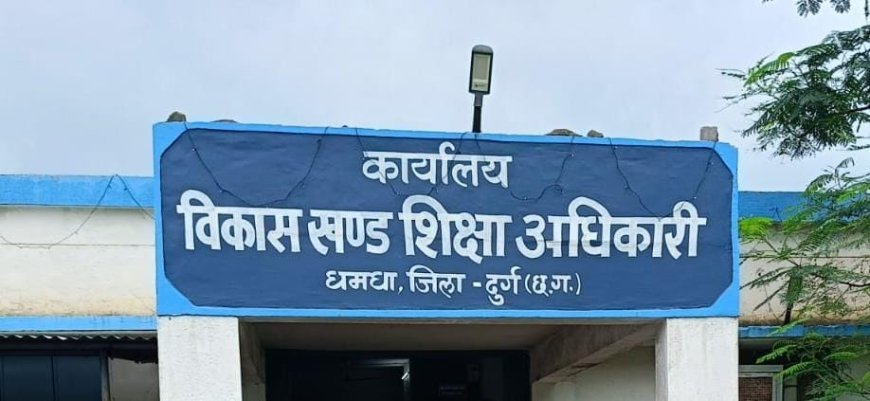 कार्यालय
विकास खण्ड शिक्षा अधिकारी
धमधा, जिला - दुर्ग (छ.ग.)